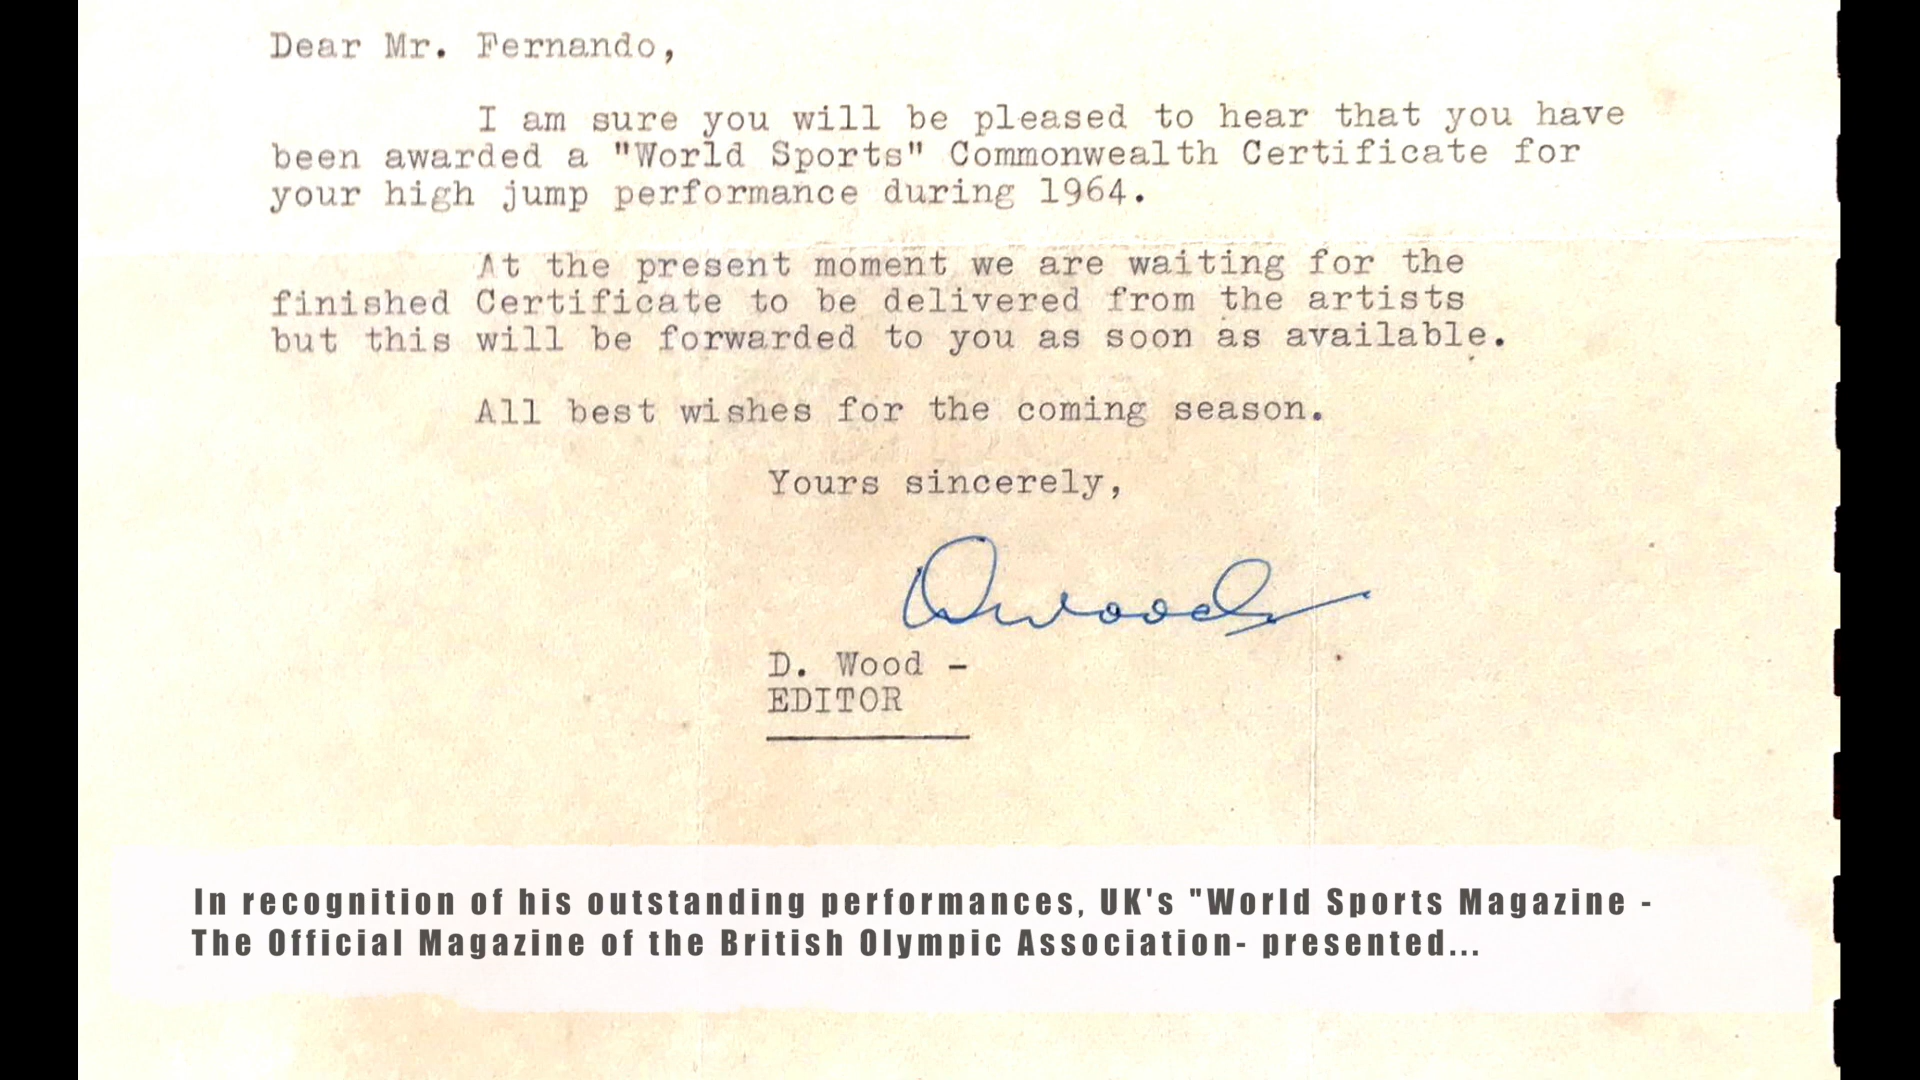 Dear Mr. Fernando,
I am sure you will be pleased to hear that you have
been awarded a "World Sports" Commonwealth Certificate for
your high jump performance during 1964.
At the present moment we are waiting for the
finished Certificate to be delivered from the artists
but this will be forwarded to you as soon as available.
All best wishes for the coming season.
Yours sincerely,
DWoods
D. Wood -
EDITOR
In recognition of his outstanding performances, UK's "World Sports Magazine -
The Official Magazine of the British Olympic Association- presented...